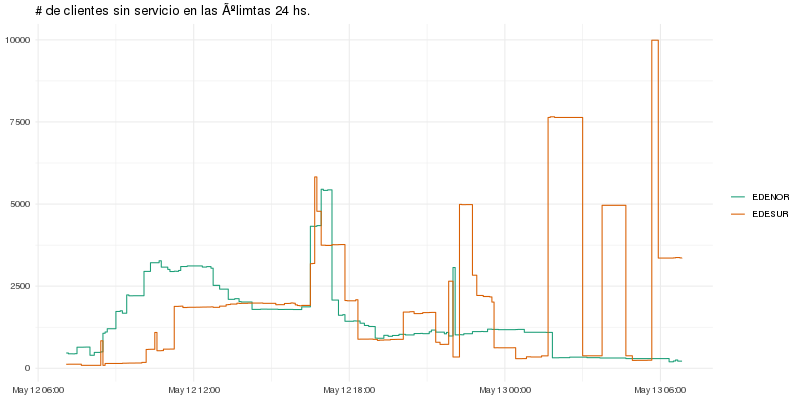 # de clientes sin servicio en las Ãºlimtas 24 hs.
10000
7500
5000
2500
0
May 12 06:00
May 12 12:00
May 12 18:00
May 13 00:00
May 13 06:00
EDENOR
EDESUR